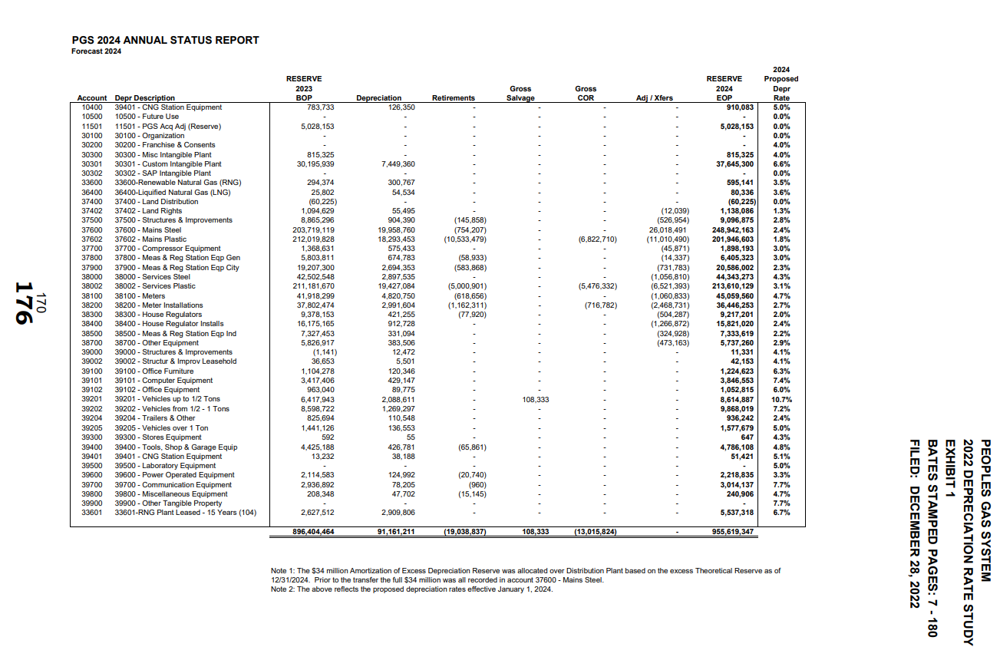 PGS 2024 ANNUAL STATUS REPORT
Forecast 2024
2024
RESERVE RESERVE Proposed
2023 Gross Gross 2024 Depr
Account Depr Description BOP Depreciation Retirements Salvage COR Adj / Xfers EOP Rate
10400 39401 - CNG Station Equipment 783,733 126,350 - - - - 910,083 5.0%
10500 10500 - Future Use - - - - - - - 0.0%
11501 11501 - PGS Acq Adj (Reserve) 5,028,153 - - - - - 5,028,153 0.0%
30100 30100 - Organization - - - - - - - 0.0%
30200 30200 - Franchise & Consents - - - - - - - 4.0%
30300 30300 - Misc Intangible Plant 815,325 - - - - - 815,325 4.0%
30301 30301 - Custom Intangible Plant 30,195,939 7,449,360 - - - - 37,645,300 6.6%
30302 30302 - SAP Intangible Plant - - - - - - - 0.0%
33600 33600-Renewable Natural Gas (RNG) 294,374 300,767 - - - - 595,141 3.5%
36400 36400-Liquified Natural Gas (LNG) 25,802 54,534 - - - - 80,336 3.6%
37400 37400 - Land Distribution (60,225) - - - - - (60,225) 0.0%
37402 37402 - Land Rights 1,094,629 55,495 - - - (12,039) 1,138,086 1.3%
37500 37500 - Structures & Improvements 8,865,296 904,390 (145,858) - - (526,954) 9,096,875 2.8%
37600 37600 - Mains Steel 203,719,119 19,958,760 (754,207) - - 26,018,491 248,942,163 2.4%
37602 37602 - Mains Plastic 212,019,828 18,293,453 (10,533,479) - (6,822,710) (11,010,490) 201,946,603 1.8%
37700 37700 - Compressor Equipment 1,368,631 575,433 - - - (45,871) 1,898,193 3.0%
37800 37800 - Meas & Reg Station Eqp Gen 5,803,811 674,783 (58,933) - - (14,337) 6,405,323 3.0%
37900 37900 - Meas & Reg Station Eqp City 19,207,300 2,694,353 (583,868) - - (731,783) 20,586,002 2.3%
38000 38000 - Services Steel 42,502,548 2,897,535 - - - (1,056,810) 44,343,273 4.3%
38002 38002 - Services Plastic 211,181,670 19,427,084 (5,000,901) - (5,476,332) (6,521,393) 213,610,129 3.1%
38100 38100 - Meters 41,918,299 4,820,750 (618,656) - - (1,060,833) 45,059,560 4.7%
38200 38200 - Meter Installations 37,802,474 2,991,604 (1,162,311) - (716,782) (2,468,731) 36,446,253 2.7%
38300 38300 - House Regulators 9,378,153 421,255 (77,920) - - (504,287) 9,217,201 2.0%
38400 38400 - House Regulator Installs 16,175,165 912,728 - - - (1,266,872) 15,821,020 2.4%
38500 38500 - Meas & Reg Station Eqp Ind 7,327,453 331,094 - - - (324,928) 7,333,619 2.2%
38700 38700 - Other Equipment 5,826,917 383,506 - - - (473,163) 5,737,260 2.9%
39000 39000 - Structures & Improvements (1,141) 12,472 - - - - 11,331 4.1%
39002 39002 - Structur & Improv Leasehold 36,653 5,501 - - - - 42,153 4.1%
39100 39100 - Office Furniture 1,104,278 120,346 - - - - 1,224,623 6.3%
39101 39101 - Computer Equipment 3,417,406 429,147 - - - - 3,846,553 7.4%
39102 39102 - Office Equipment 963,040 89,775 - - - - 1,052,815 6.0%
39201 39201 - Vehicles up to 1/2 Tons 6,417,943 2,088,611 - 108,333 - - 8,614,887 10.7%
39202 39202 - Vehicles from 1/2 - 1 Tons 8,598,722 1,269,297 - - - - 9,868,019 7.2%
39204 39204 - Trailers & Other 825,694 110,548 - - - - 936,242 2.4%
39205 39205 - Vehicles over 1 Ton 1,441,126 136,553 - - - - 1,577,679 5.0%
39300 39300 - Stores Equipment 592 55 - - - - 647 4.3%
39400 39400 - Tools, Shop & Garage Equip 4,425,188 426,781 (65,861) - - - 4,786,108 4.8%
39401 39401 - CNG Station Equipment 13,232 38,188 - - - - 51,421 5.1%
39500 39500 - Laboratory Equipment - - - - - - - 5.0%
39600 39600 - Power Operated Equipment 2,114,583 124,992 (20,740) - - - 2,218,835 3.3%
39700 39700 - Communication Equipment 2,936,892 78,205 (960) - - - 3,014,137 7.7%
39800 39800 - Miscellaneous Equipment 208,348 47,702 (15,145) - - - 240,906 4.7%
39900 39900 - Other Tangible Property - - - - - - - 7.7%
33601 33601-RNG Plant Leased - 15 Years (104) 2,627,512 2,909,806 - - - - 5,537,318 6.7%
896,404,464 91,161,211 (19,038,837) 108,333 (13,015,824) - 955,619,347
Note 1: The $34 million Amortization of Excess Depreciation Reserve was allocated over Distribution Plant based on the excess Theoretical Reserve as of
12/31/2024. Prior to the transfer the full $34 million was all recorded in account 37600 - Mains Steel.
Note 2: The above reflects the proposed depreciation rates effective January 1, 2024.
170
176
PEOPLES GAS SYSTEM
2022 DEPRECIATION RATE STUDY
EXHIBIT 1
BATES STAMPED PAGES: 7 - 180
FILED: DECEMBER 28, 2022